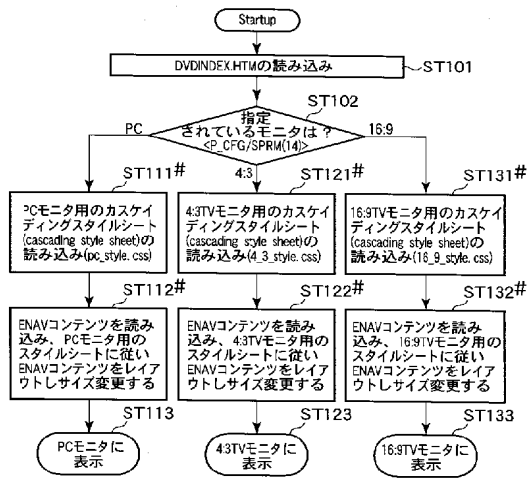 Startup
DVDINDEX.HTMの読み込み
ST101
ST102
指定
されているモニタは？
<P_CFG/SPRM(14)>
PC
4:3
16:9
ST111#
PCモニタ用のカスケイ
ディングスタイルシート
(cascading style sheet)の
読み込み(pc_style.css)
ST121#
4:3TVモニタ用のカスケイ
ディングスタイルシート
(cascading style sheet)の
読み込み(4_3_style.css)
ST131#
16:9TVモニタ用のカスケイ
ディングスタイルシート
(cascading style sheet)の
読み込み(16_9_style.css)
ST112#
ENAVコンテンツを読み
込み、PCモニタ用の
スタイルシートに従い
ENAVコンテンツをレイア
ウトしサイズ変更する
ST122#
ENAVコンテンツを読み
込み、4:3TVモニタ用の
スタイルシートに従い
ENAVコンテンツをレイア
ウトしサイズ変更する
ST132#
ENAVコンテンツを読み
込み、16:9TVモニタ用の
スタイルシートに従い
ENAVコンテンツをレイア
ウトしサイズ変更する
ST113
PCモニタに
表示
ST123
4:3TVモニタに
表示
ST133
16:9TVモニタに
表示